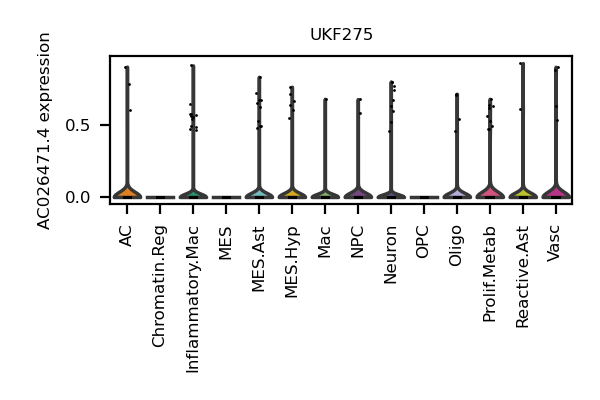 UKF275
AC026471.4 expression
0.5
0.0
AC
Chromatin.Reg
Inflammatory.Mac
MES
MES.Ast
MES.Hyp
Mac
NPC
Neuron
OPC
Oligo
Prolif.Metab
Reactive.Ast
Vasc